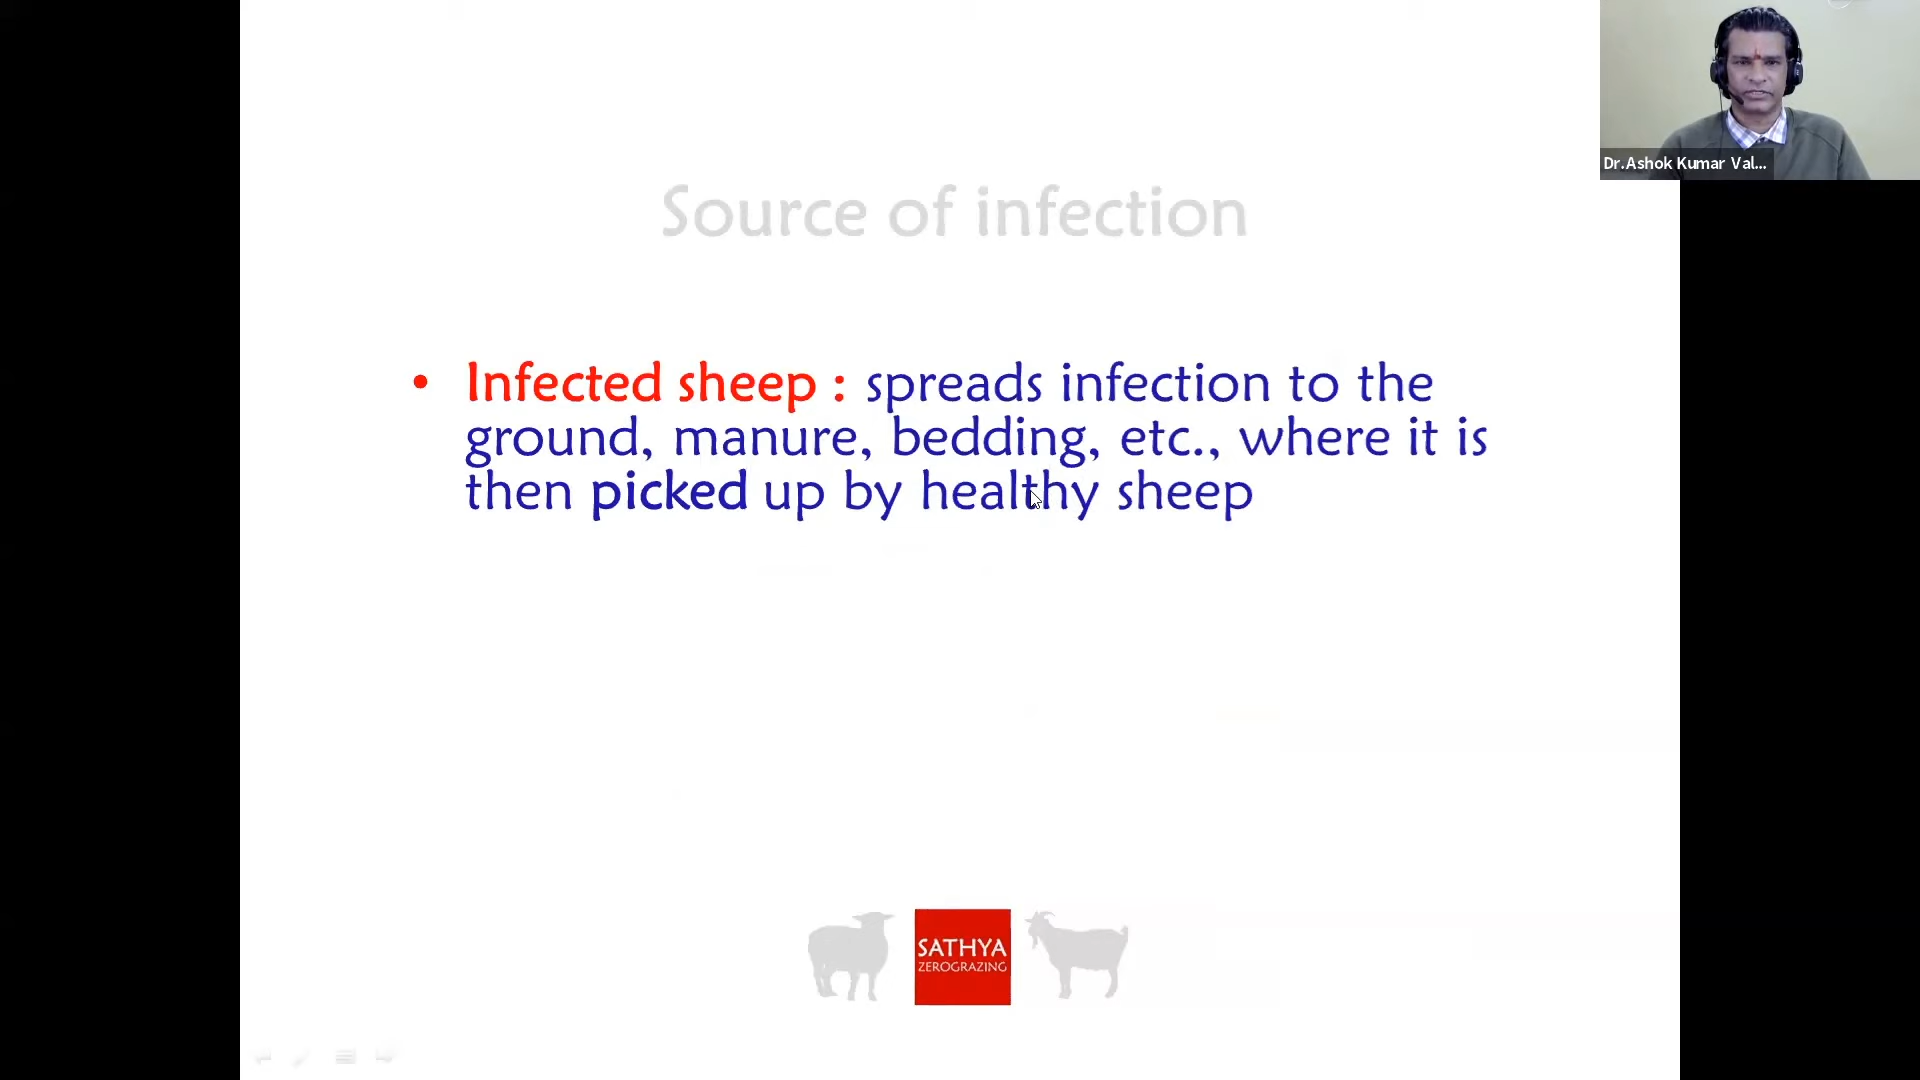 Dr.Ashok Kumar Val...
Source of infection
• Infected sheep : spreads infection to the
ground, manure, bedding, etc., where it is
then picked up by healthy sheep
SATHYA
ZEROGRAZING